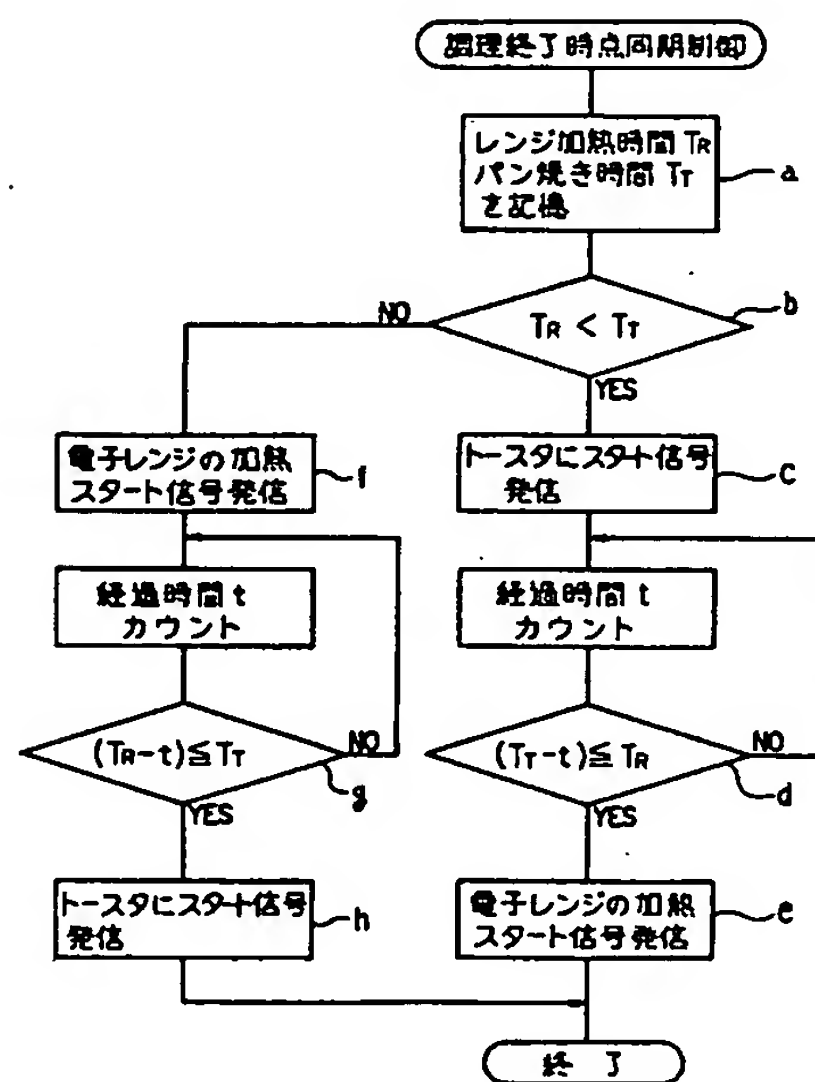 調理終了時点同期制御
レンジ加熱時間 TR
パン焼き時間 TT
を記憶
a
TR < TT
b
NO
YES
電子レンジの加熱
スタート信号発信
f
トースタにスタート信号
発信
c
経過時間 t
カウント
経過時間 t
カウント
(TR-t)≦TT
NO
g
YES
(TT-t)≦TR
NO
d
YES
トースタにスタート信号
発信
h
電子レンジの加熱
スタート信号発信
e
終了